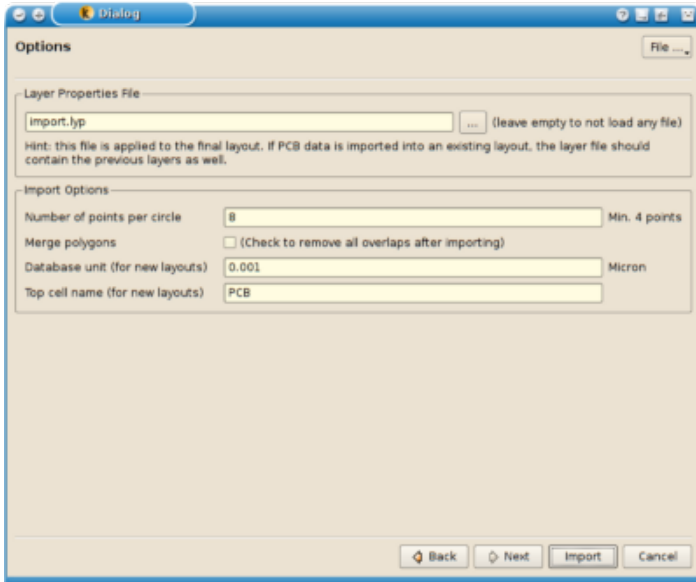 Dialog
Options
File ...
Layer Properties File
import.lyp ... (leave empty to not load any file)
Hint: this file is applied to the final layout. If PCB data is imported into an existing layout, the layer file should
contain the previous layers as well.
Import Options
Number of points per circle 8 Min. 4 points
Merge polygons (Check to remove all overlaps after importing)
Database unit (for new layouts) 0.001 Micron
Top cell name (for new layouts) PCB
Back Next Import Cancel